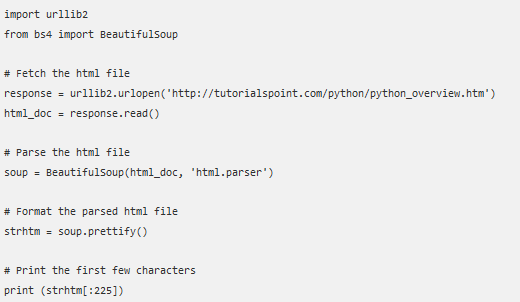 import urllib2
from bs4 import BeautifulSoup
# Fetch the html file
response = urllib2.urlopen('http://tutorialspoint.com/python/python_overview.htm')
html_doc = response.read()
# Parse the html file
soup = BeautifulSoup(html_doc, 'html.parser')
# Format the parsed html file
strhtm = soup.prettify()
# Print the first few characters
print (strhtm[:225])